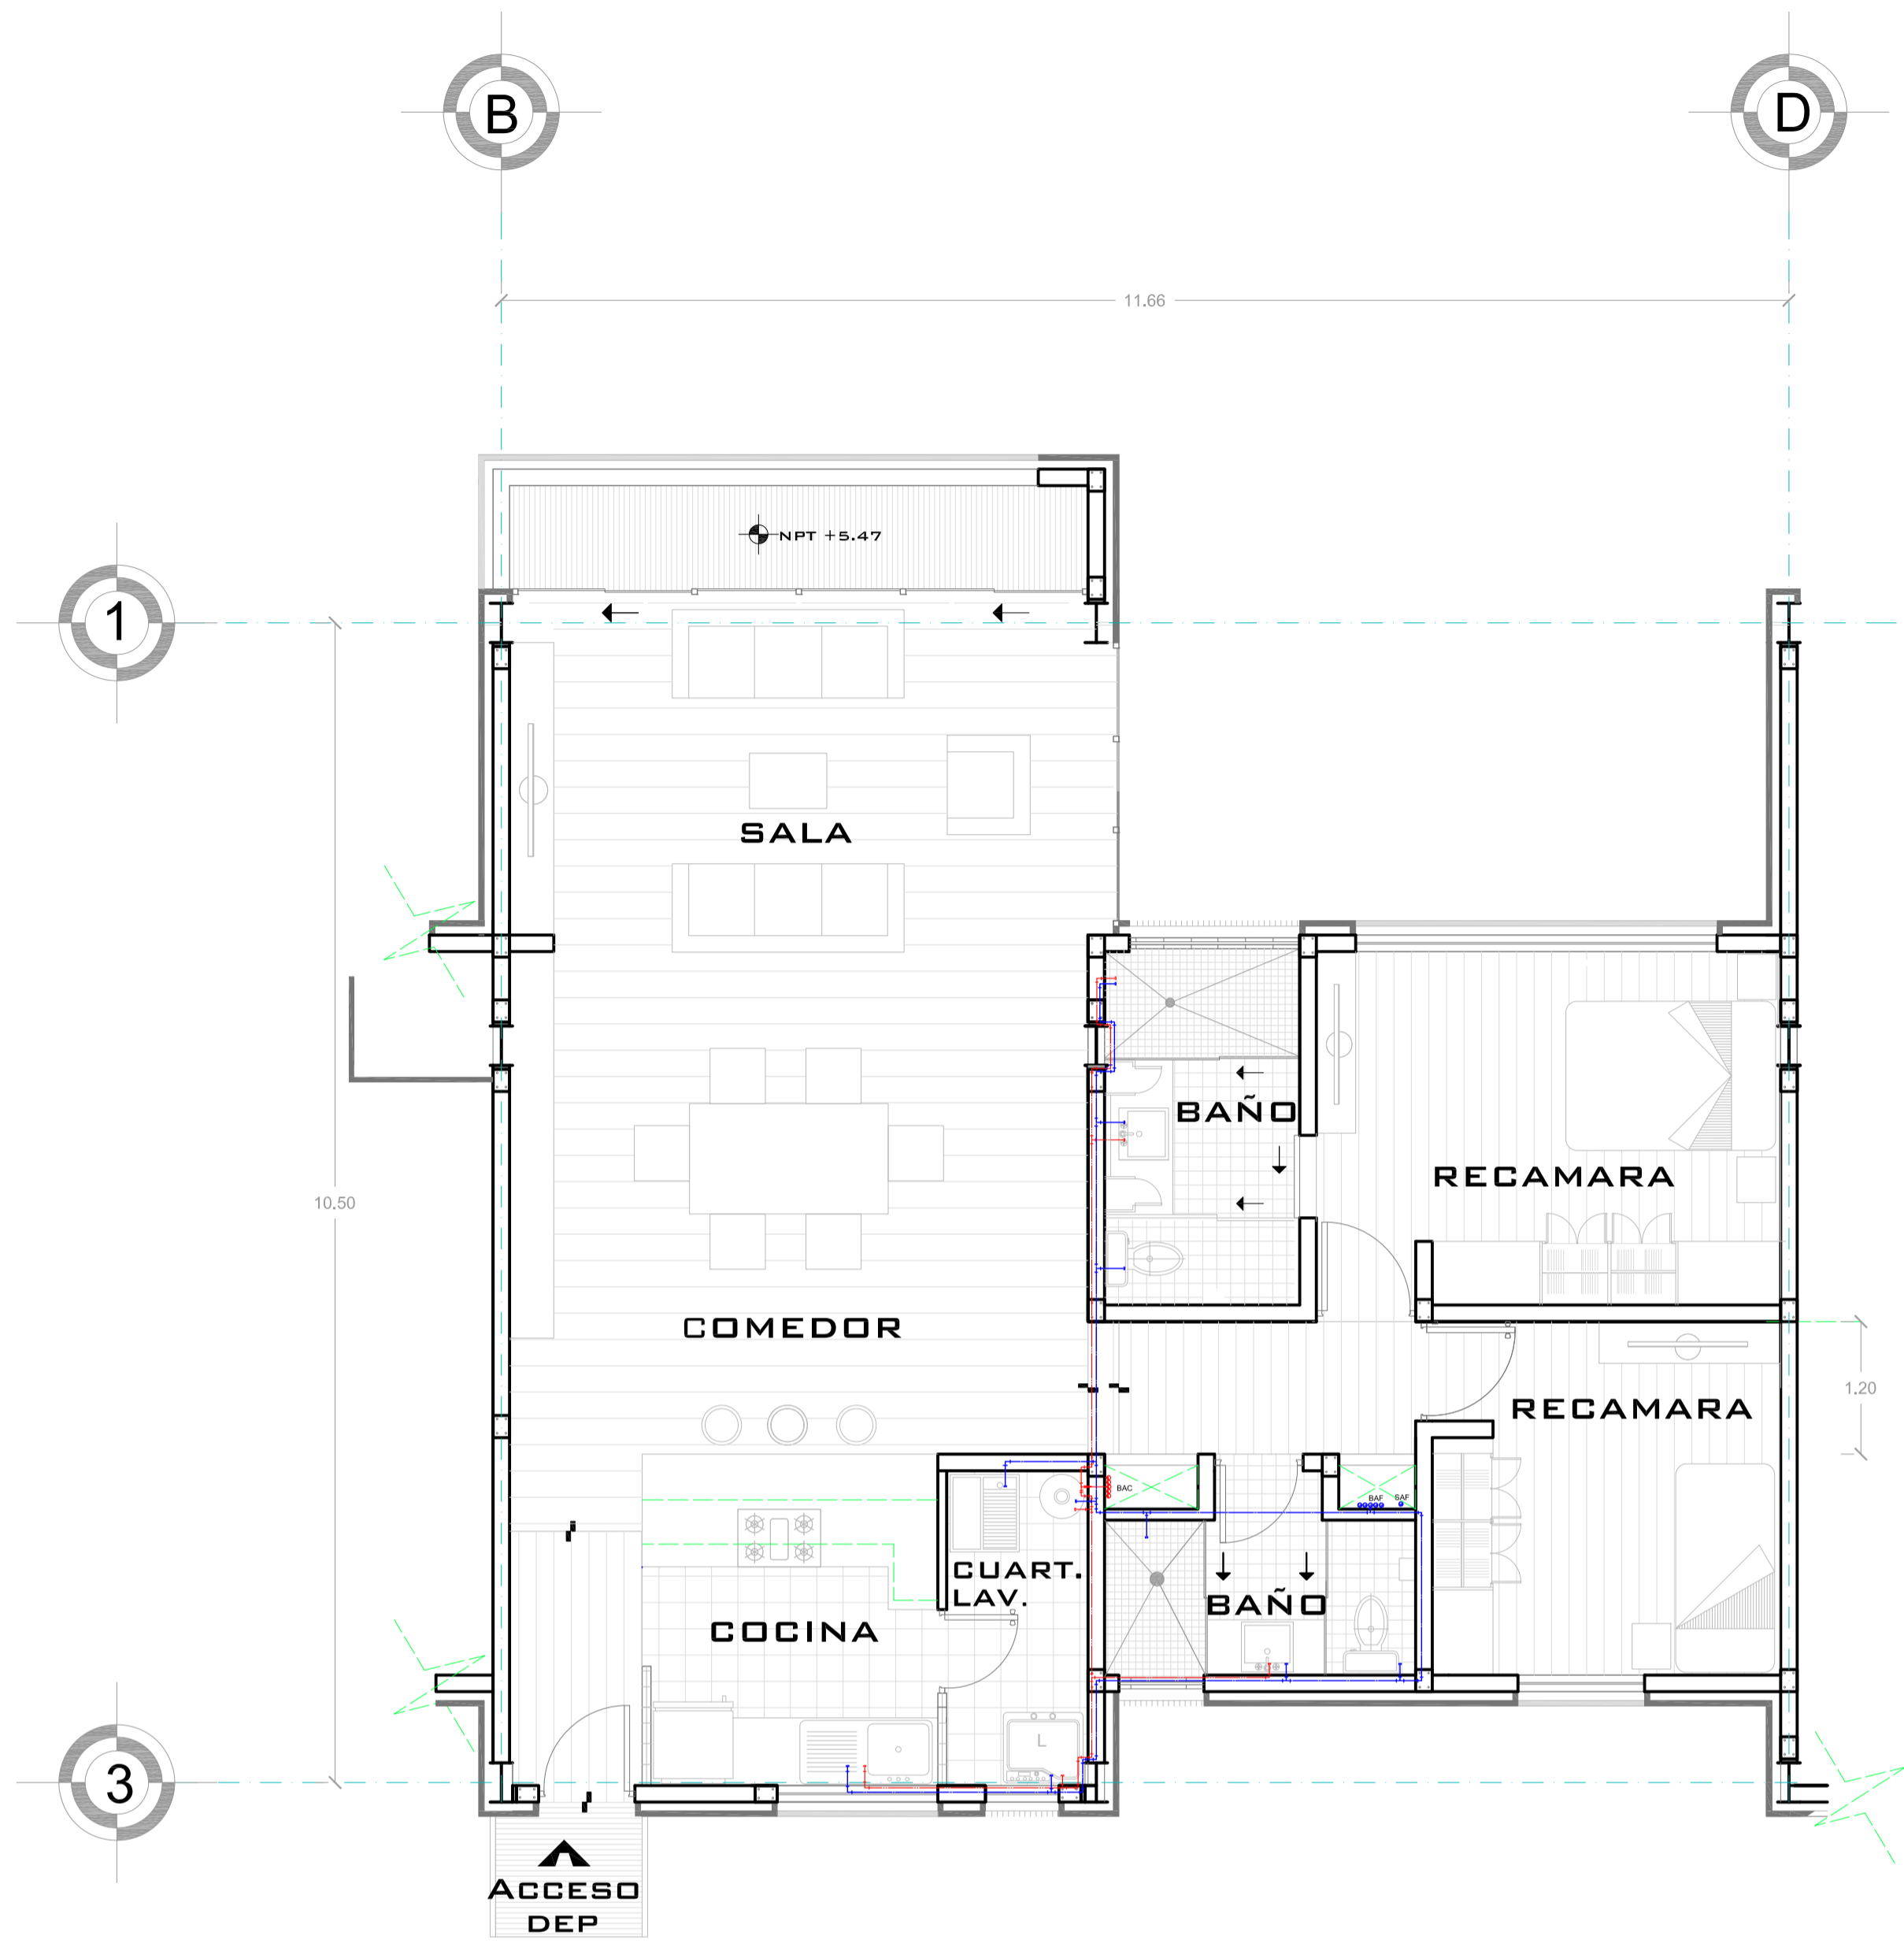 B
D
11.66
NPT +5.47
1
SALA
BAÑO
RECAMARA
10.50
COMEDOR
1.20
RECAMARA
BAC
BAF
SAF
CUART.
LAV.
BAÑO
COCINA
L
3
ACCESO
DEP